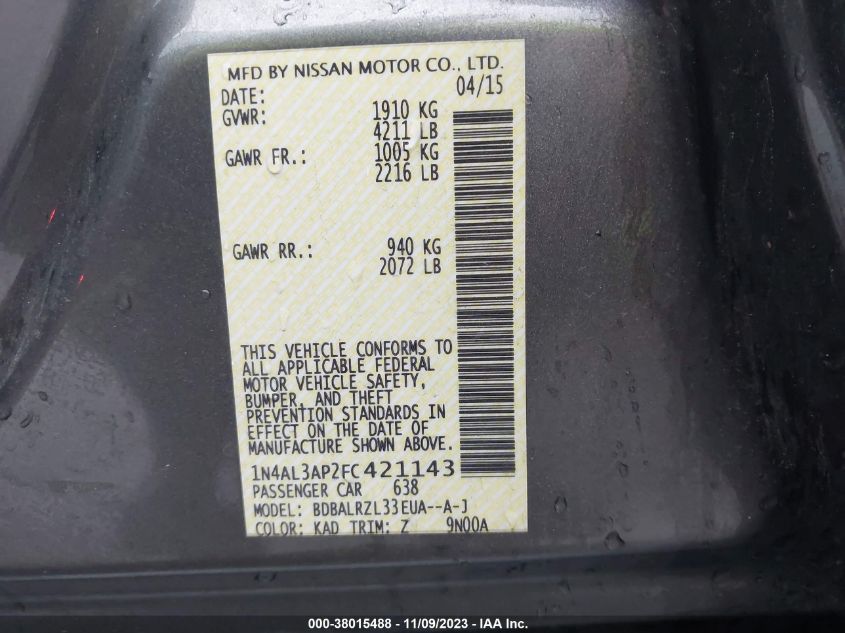 MFD BY NISSAN MOTOR CO., LTD.
DATE: 04/15
GVWR: 1910 KG
4211 LB
GAWR FR.: 1005 KG
2216 LB
GAWR RR.: 940 KG
2072 LB
THIS VEHICLE CONFORMS TO
ALL APPLICABLE FEDERAL
MOTOR VEHICLE SAFETY,
BUMPER, AND THEFT
PREVENTION STANDARDS IN
EFFECT ON THE DATE OF
MANUFACTURE SHOWN ABOVE.
1N4AL3AP2FC421143
PASSENGER CAR 638
MODEL: BDBALRZL33EUA--A-J
COLOR: KAD TRIM: Z 9N00A
000-38015488 - 11/09/2023 - IAA Inc.